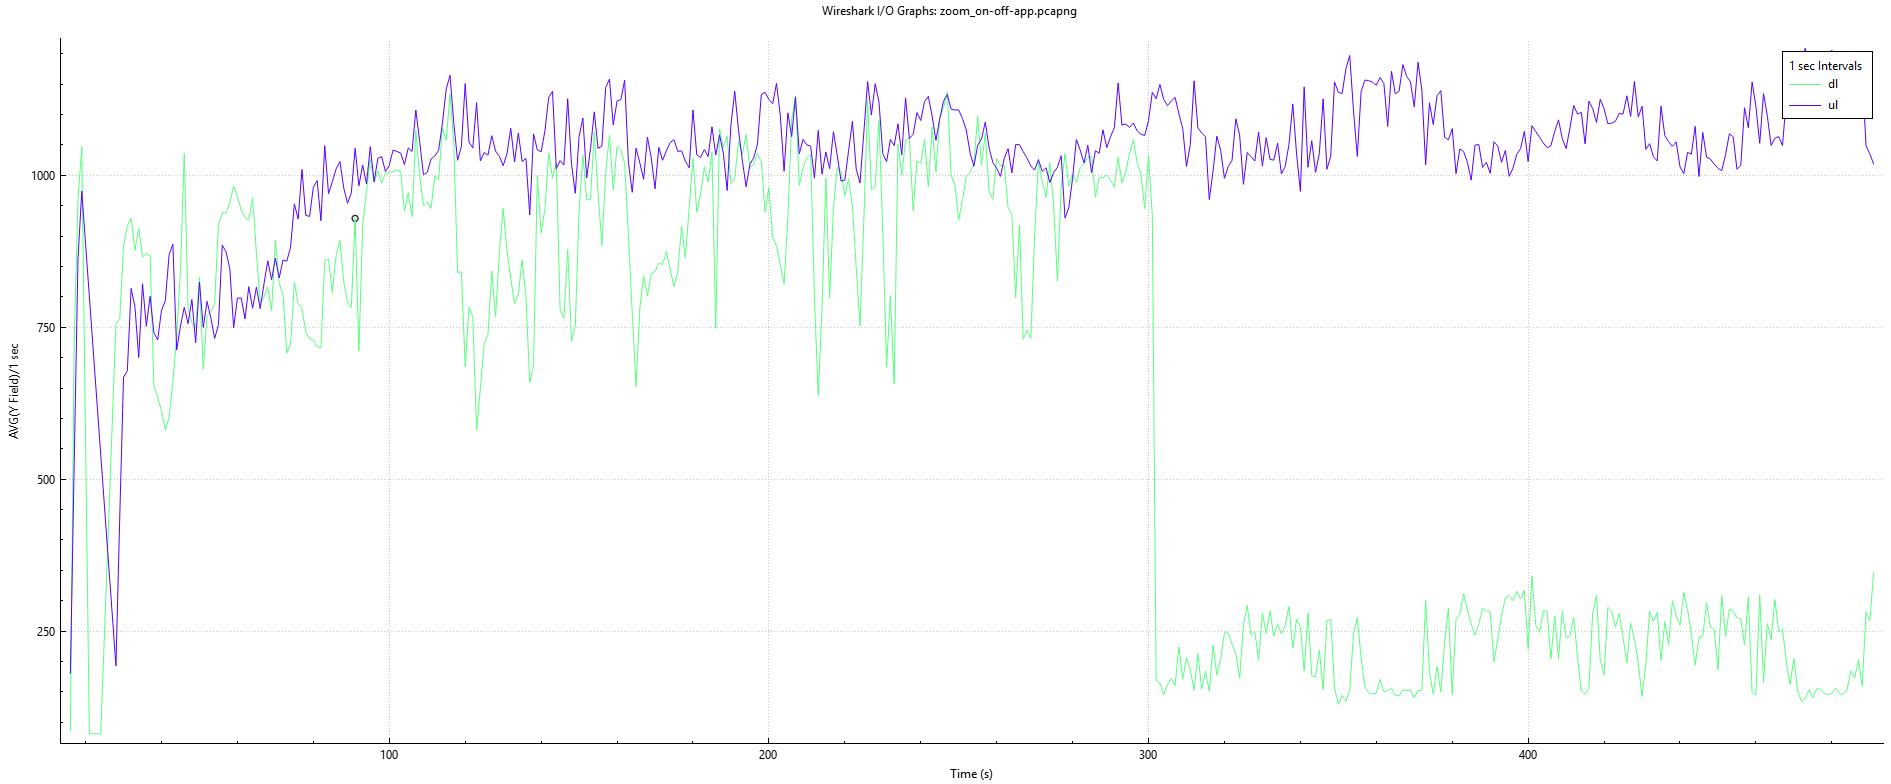 Wireshark I/O Graphs: zoom_on-off-app.pcapng
1 sec Intervals
dl
ul
1000
750
500
250
AVG(Y Field)/1 sec
100
200
300
400
Time (s)